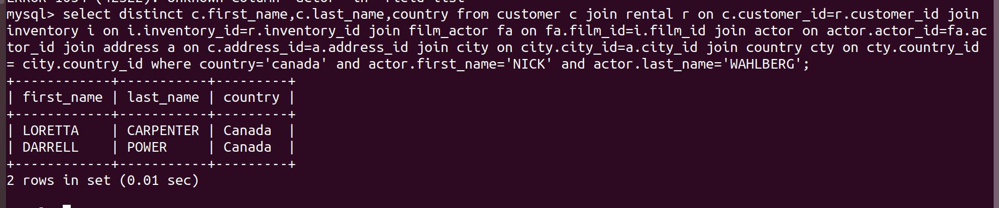 mysql> select distinct c.first_name,c.last_name,country from customer c join rental r on c.customer_id=r.customer_id join
inventory i on i.inventory_id=r.inventory_id join film_actor fa on fa.film_id=i.film_id join actor on actor.actor_id=fa.ac
tor_id join address a on c.address_id=a.address_id join city on city.city_id=a.city_id join country cty on cty.country_id
= city.country_id where country='canada' and actor.first_name='NICK' and actor.last_name='WAHLBERG';
+------------+-----------+---------+
| first_name | last_name | country |
+------------+-----------+---------+
| LORETTA    | CARPENTER | Canada  |
| DARRELL    | POWER     | Canada  |
+------------+-----------+---------+
2 rows in set (0.01 sec)